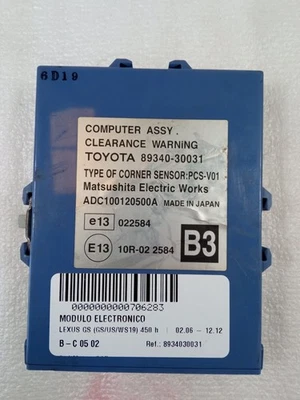 6D19
COMPUTER ASSY.
CLEARANCE WARNING
TOYOTA 89340-30031
TYPE OF CORNER SENSOR:PCS-V01
Matsushita Electric Works
ADC100120500A MADE IN JAPAN
e13 022584
E13 10R-02 2584 B3
0000000000706283
MODULO ELECTRONICO
LEXUS GS (GS/US/WS19) 450 h | 02.06 - 12.12
B - C 05 02 Ref.: 8934030031